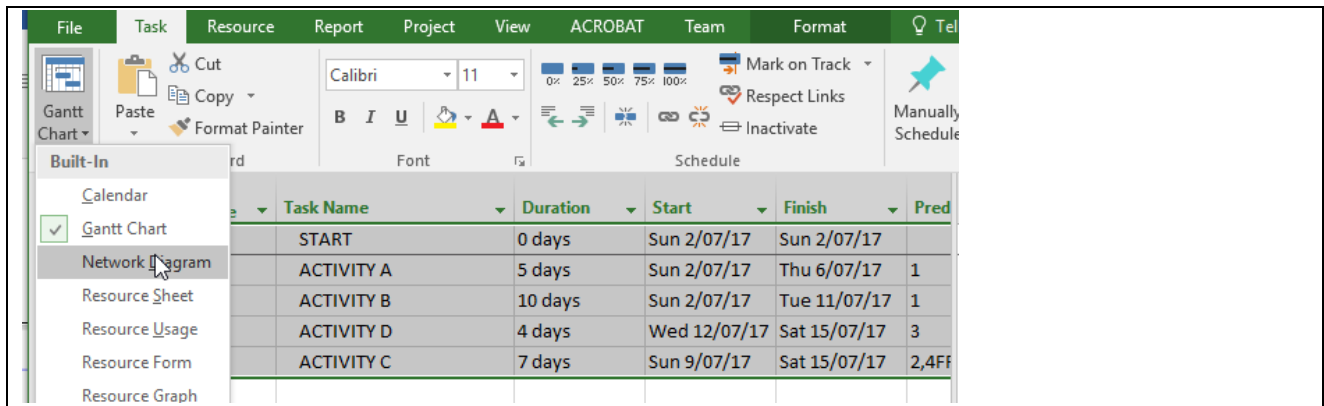 File Task Resource Report Project View ACROBAT Team Format Tel
Cut
Copy
Format Painter
Paste
Gantt
Chart
Calibri 11
B I U A
Font
0% 25% 50% 75% 100%
Mark on Track
Respect Links
Inactivate
Schedule
Manually
Schedule
rd
Built-In
Calendar
Gantt Chart
Network Diagram
Resource Sheet
Resource Usage
Resource Form
Resource Graph
e Task Name Duration Start Finish Pred
START 0 days Sun 2/07/17 Sun 2/07/17
ACTIVITY A 5 days Sun 2/07/17 Thu 6/07/17 1
ACTIVITY B 10 days Sun 2/07/17 Tue 11/07/17 1
ACTIVITY D 4 days Wed 12/07/17 Sat 15/07/17 3
ACTIVITY C 7 days Sun 9/07/17 Sat 15/07/17 2,4FF